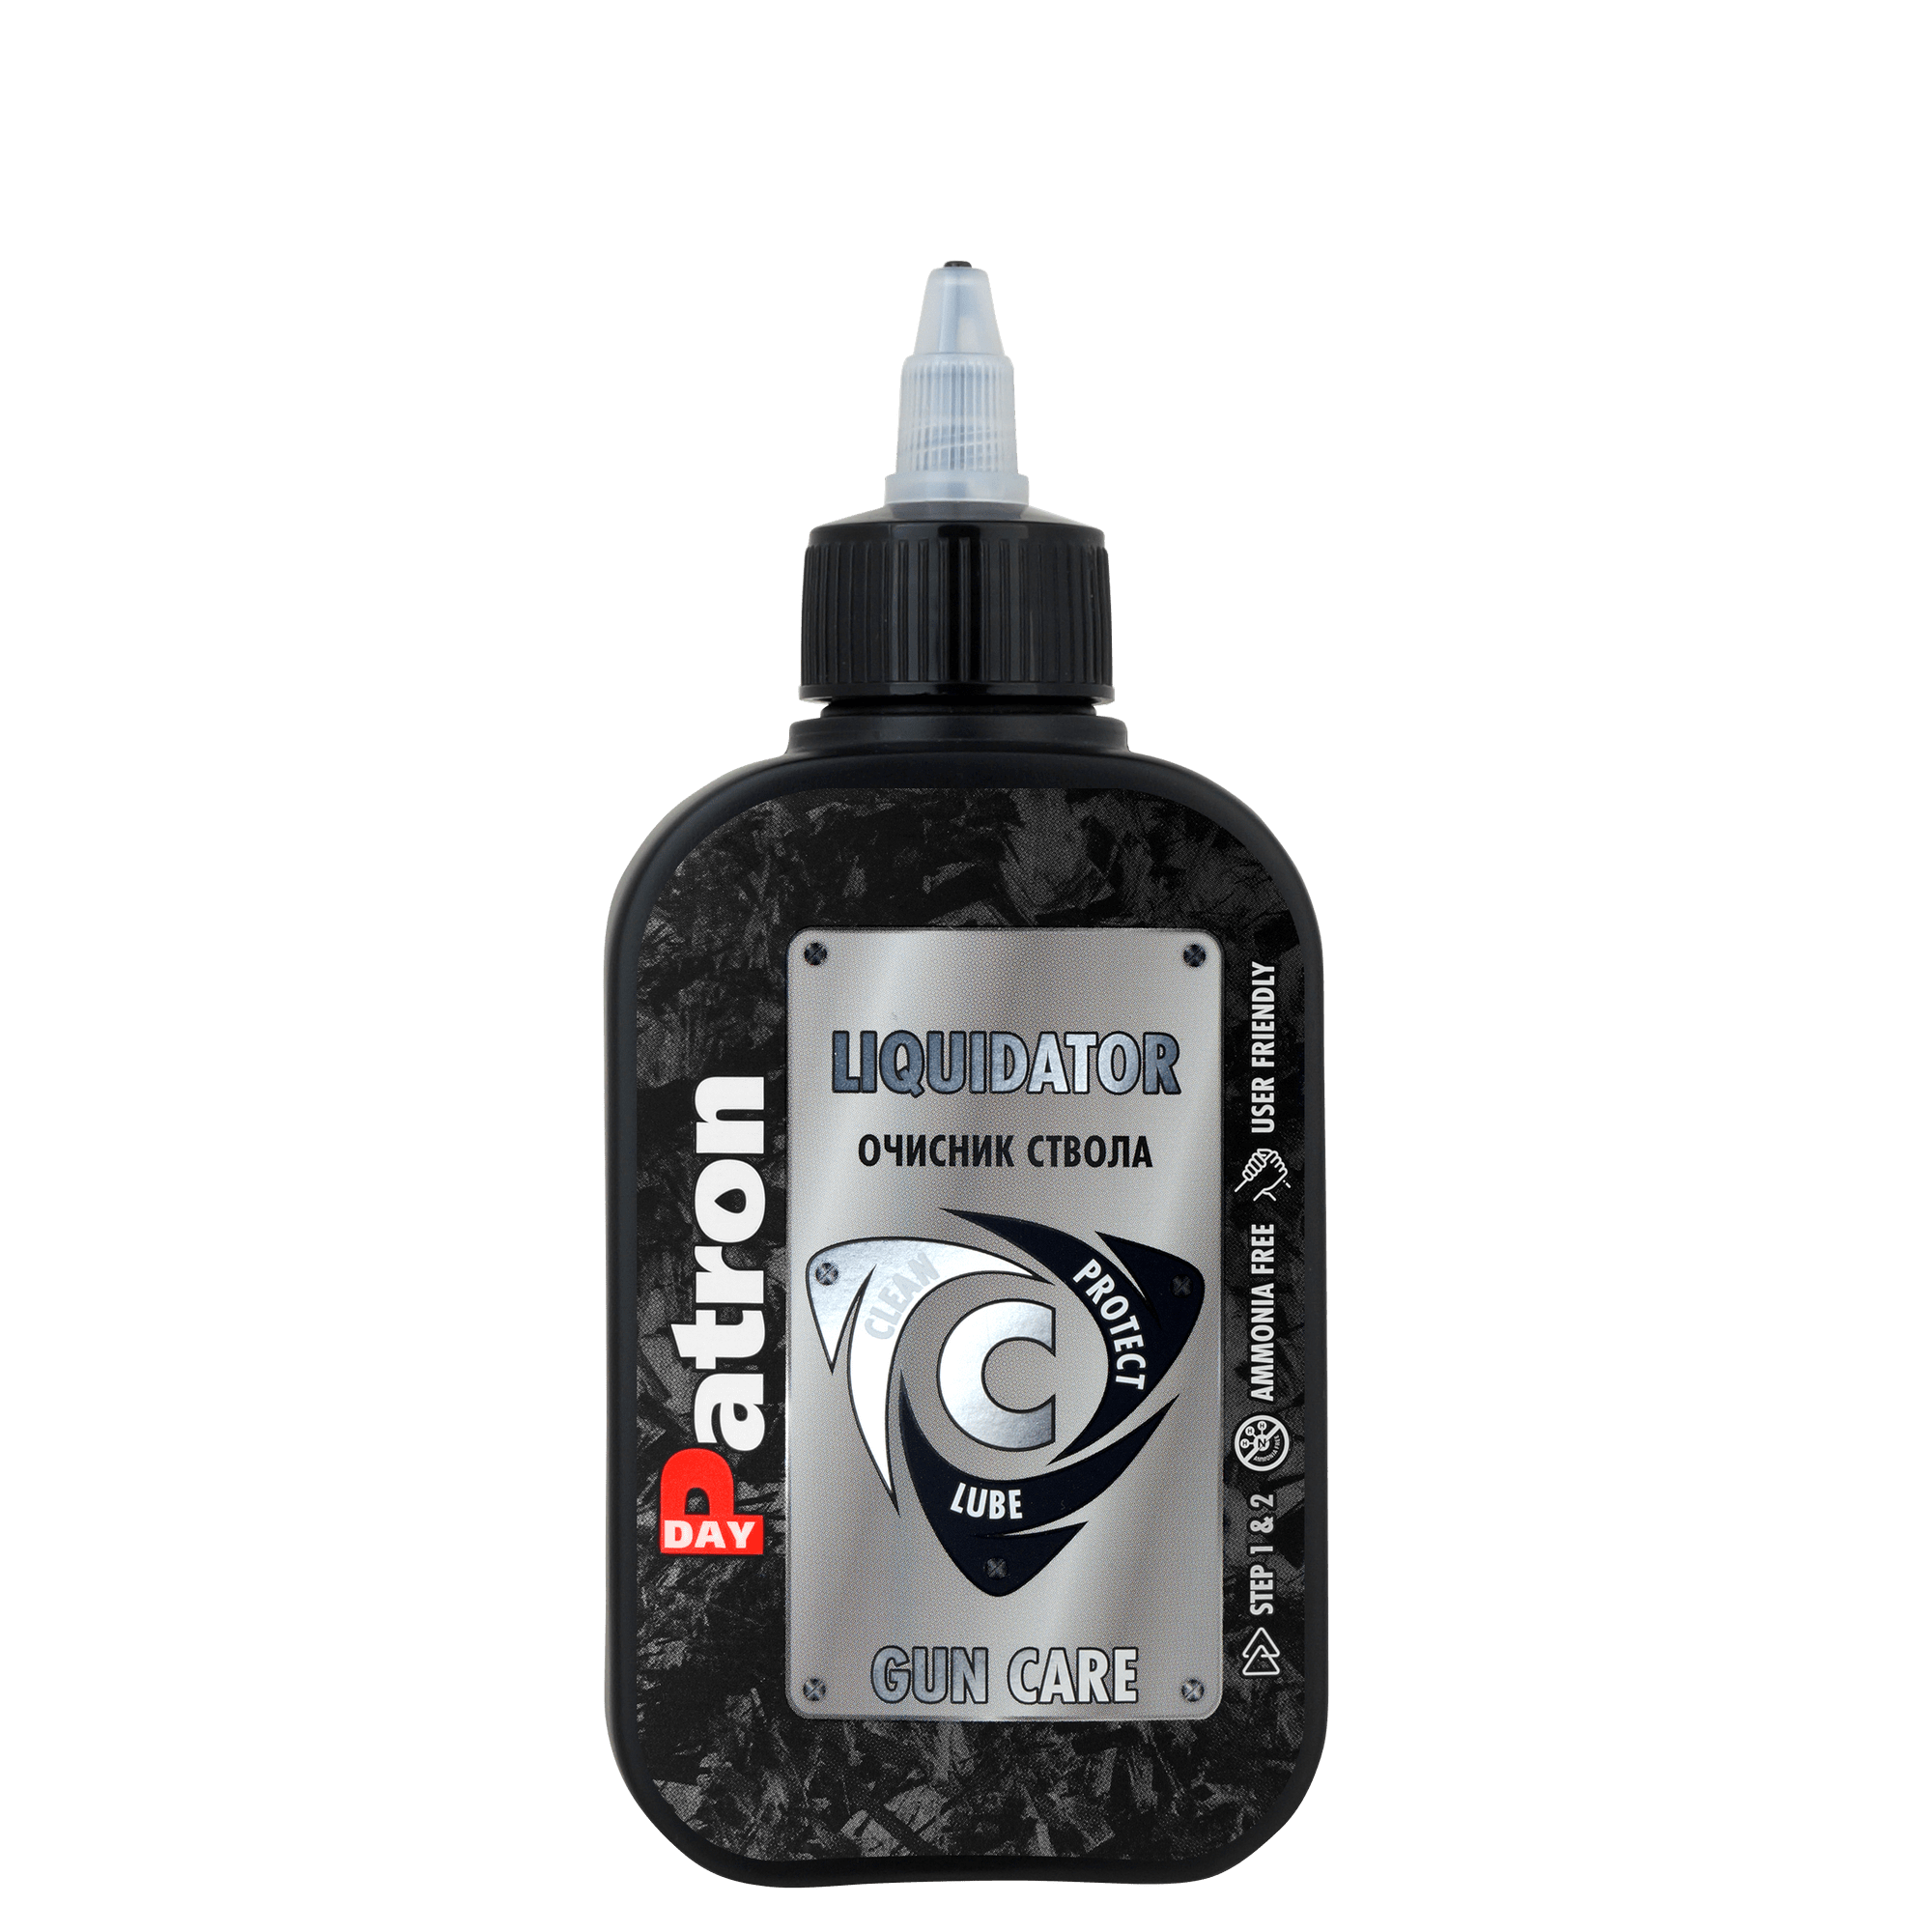 LIQUIDATOR
ОЧИСНИК СТВОЛА
CLEAN
PROTECT
C
LUBE
GUN CARE
Patron
DAY
STEP 1 & 2
AMMONIA FREE
USER FRIENDLY